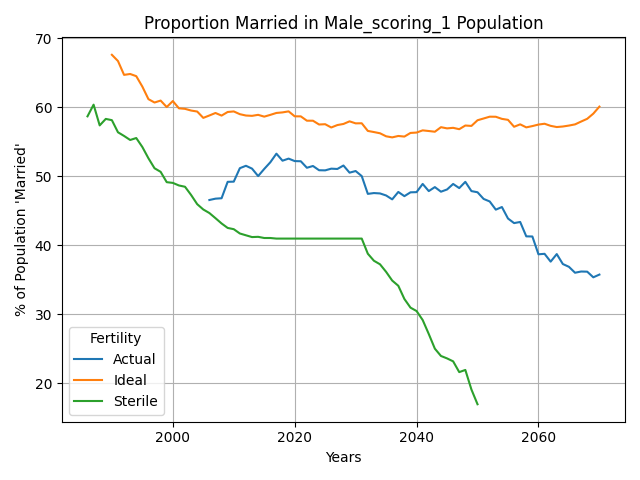 Proportion Married in Male_scoring_1 Population
% of Population 'Married'
70
60
50
40
30
20
Fertility
Actual
Ideal
Sterile
2000
2020
2040
2060
Years